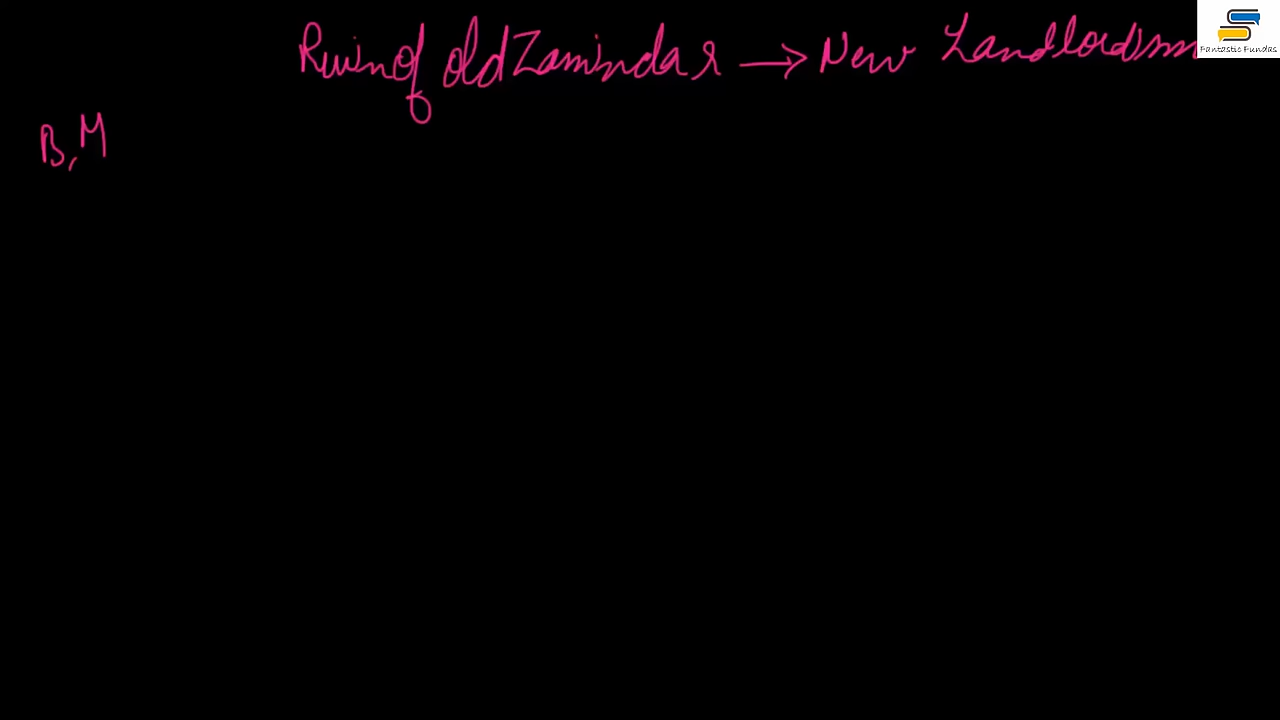 Ruin of old Zamindar → New Landlordism
B, M
Fantastic Fundas